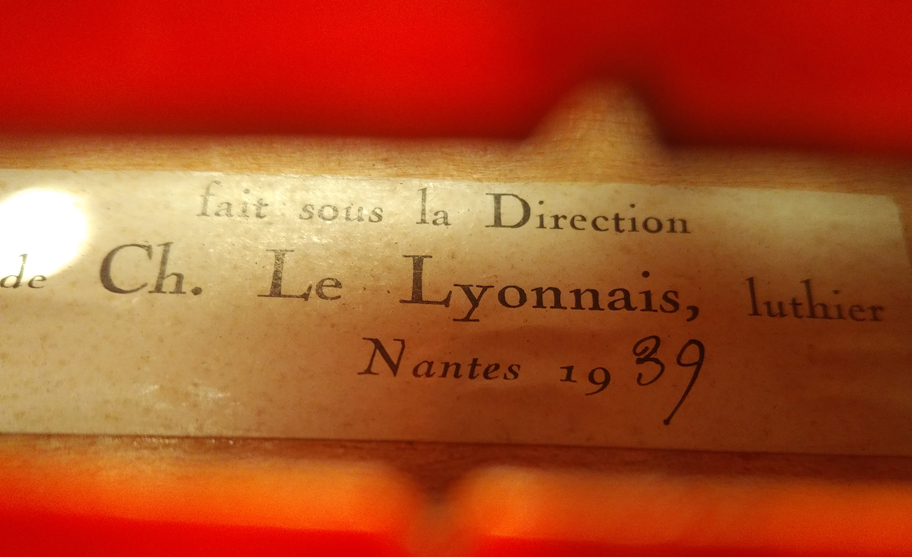 fait sous la Direction
de Ch. Le Lyonnais, luthier
Nantes 1939